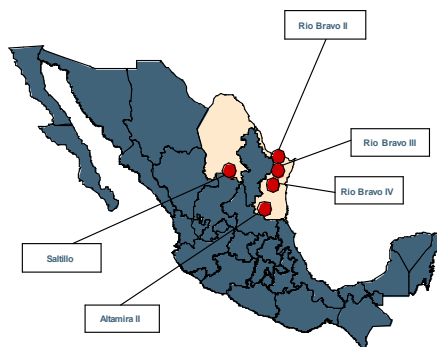 Rio Bravo II
Rio Bravo III
Rio Bravo IV
Saltillo
Altamira II